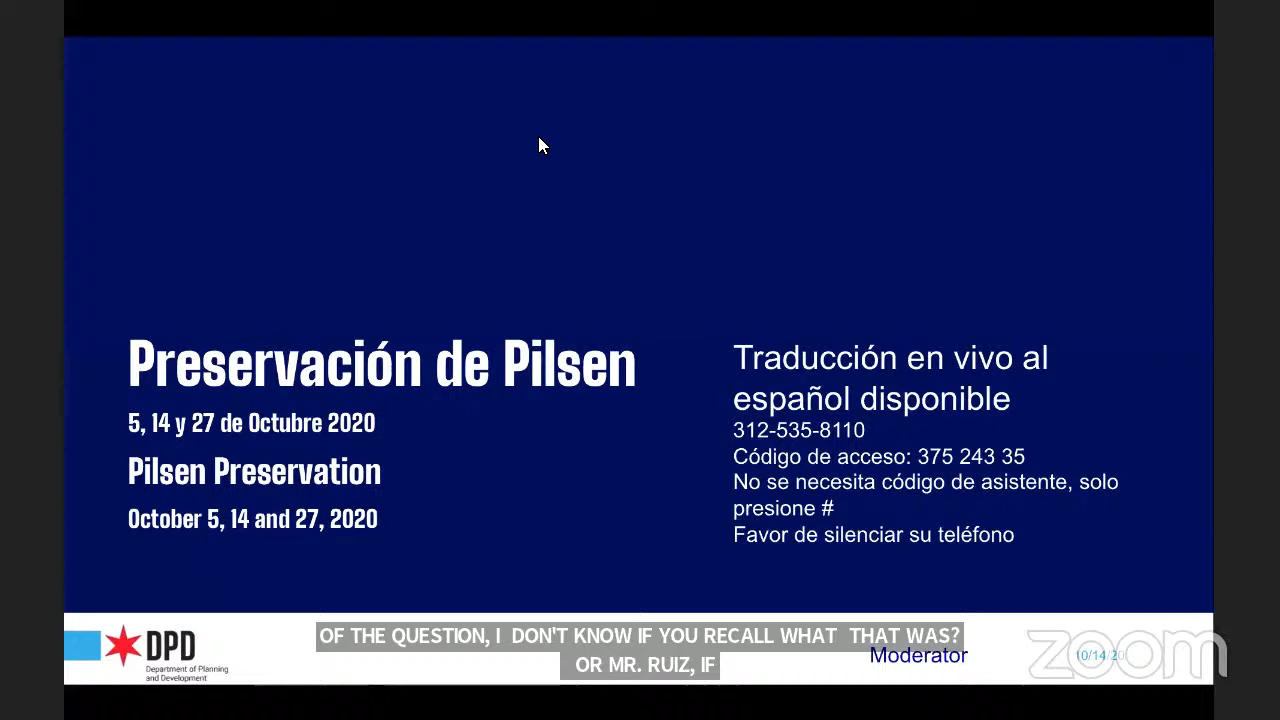 Preservación de Pilsen
5, 14 y 27 de Octubre 2020
Pilsen Preservation
October 5, 14 and 27, 2020
Traducción en vivo al
español disponible
312-535-8110
Código de acceso: 375 243 35
No se necesita código de asistente, solo
presione #
Favor de silenciar su teléfono
DPD
Department of Planning
and Development
OF THE QUESTION, I DON'T KNOW IF YOU RECALL WHAT THAT WAS?
OR MR. RUIZ, IF
Moderator
10/14/20
zoom